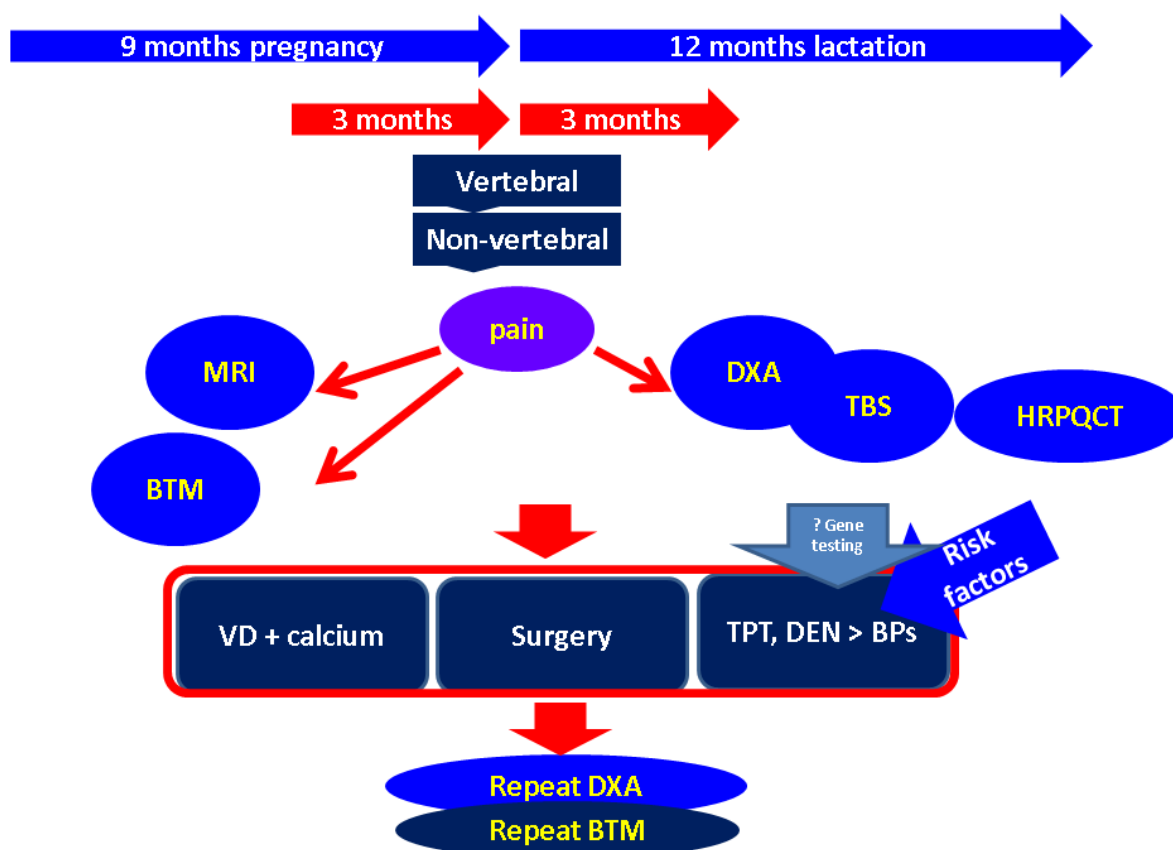 9 months pregnancy
12 months lactation
3 months
3 months
Vertebral
Non-vertebral
pain
MRI
DXA
TBS
HRPQCT
BTM
? Gene
testing
Risk
factors
VD + calcium
Surgery
TPT, DEN > BPs
Repeat DXA
Repeat BTM